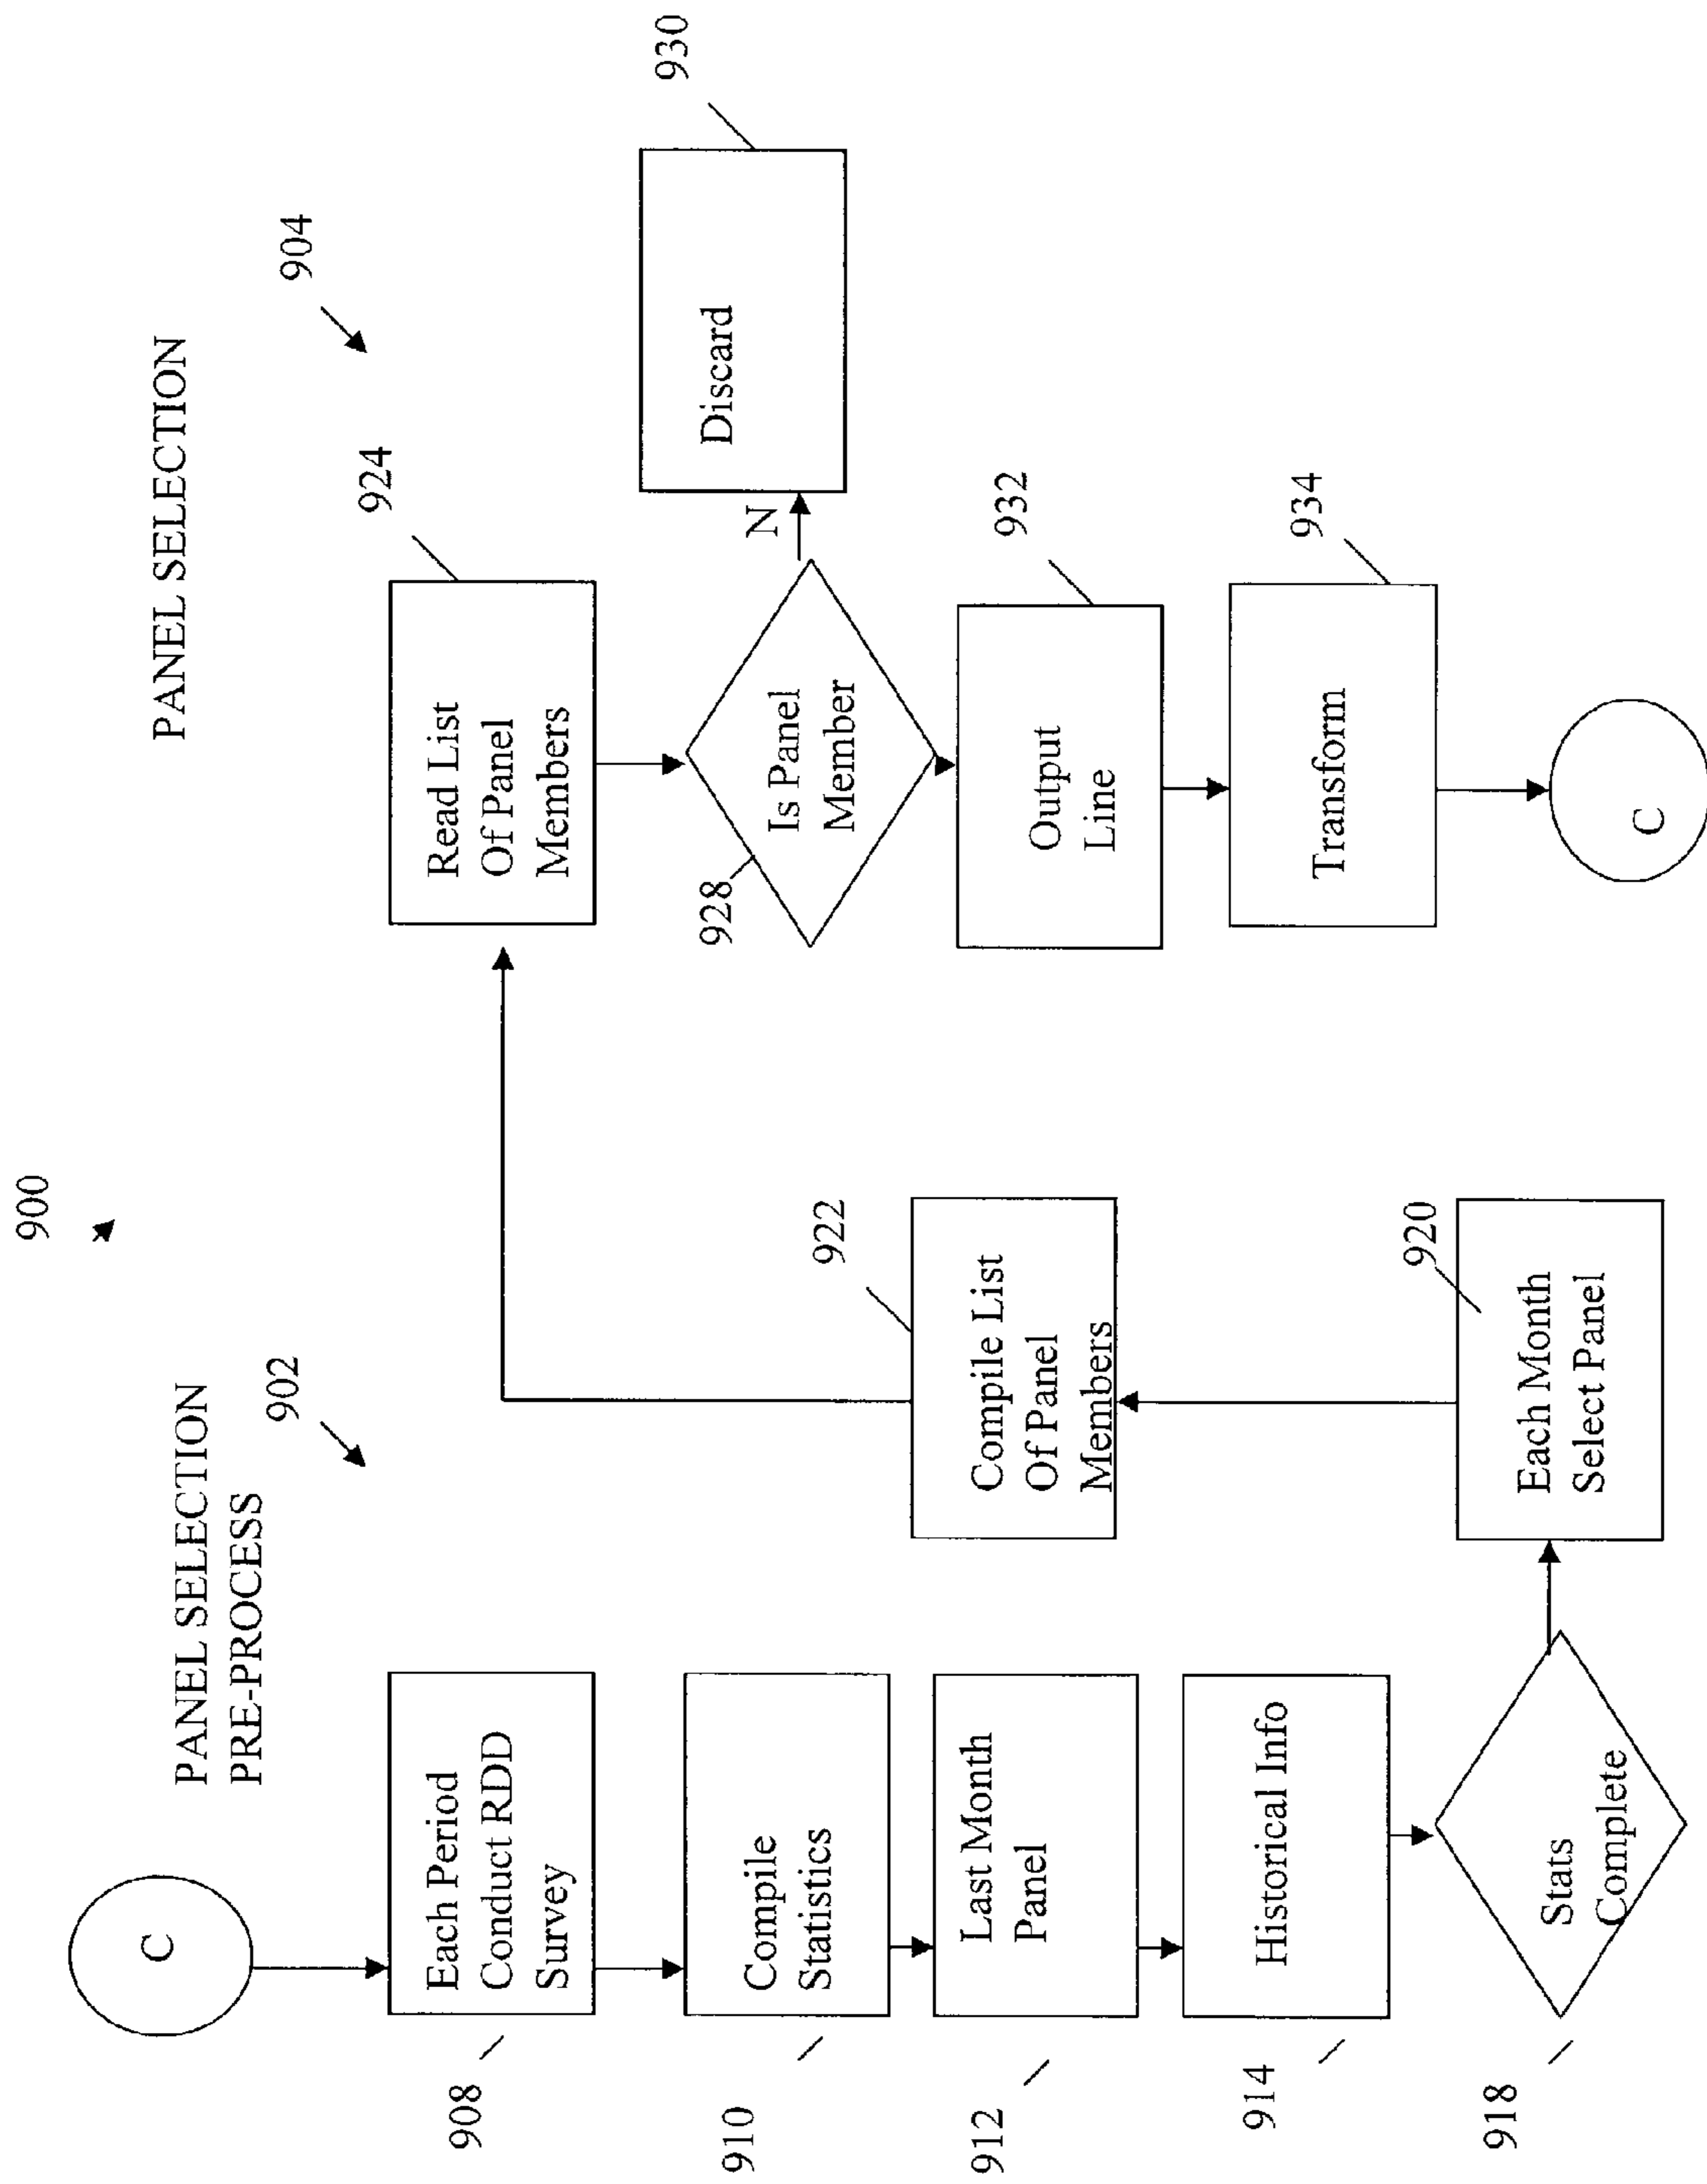 900
PANEL SELECTION
PRE-PROCESS
902
C
Each Period
Conduct RDD
Survey
908
Compile
Statistics
910
Last Month
Panel
912
Historical Info
914
Stats
Complete
918
Each Month
Select Panel
920
Compile List
Of Panel
Members
922
PANEL SELECTION
904
Read List
Of Panel
Members
924
Is Panel
Member
928
N
Discard
930
Output
Line
932
Transform
934
C